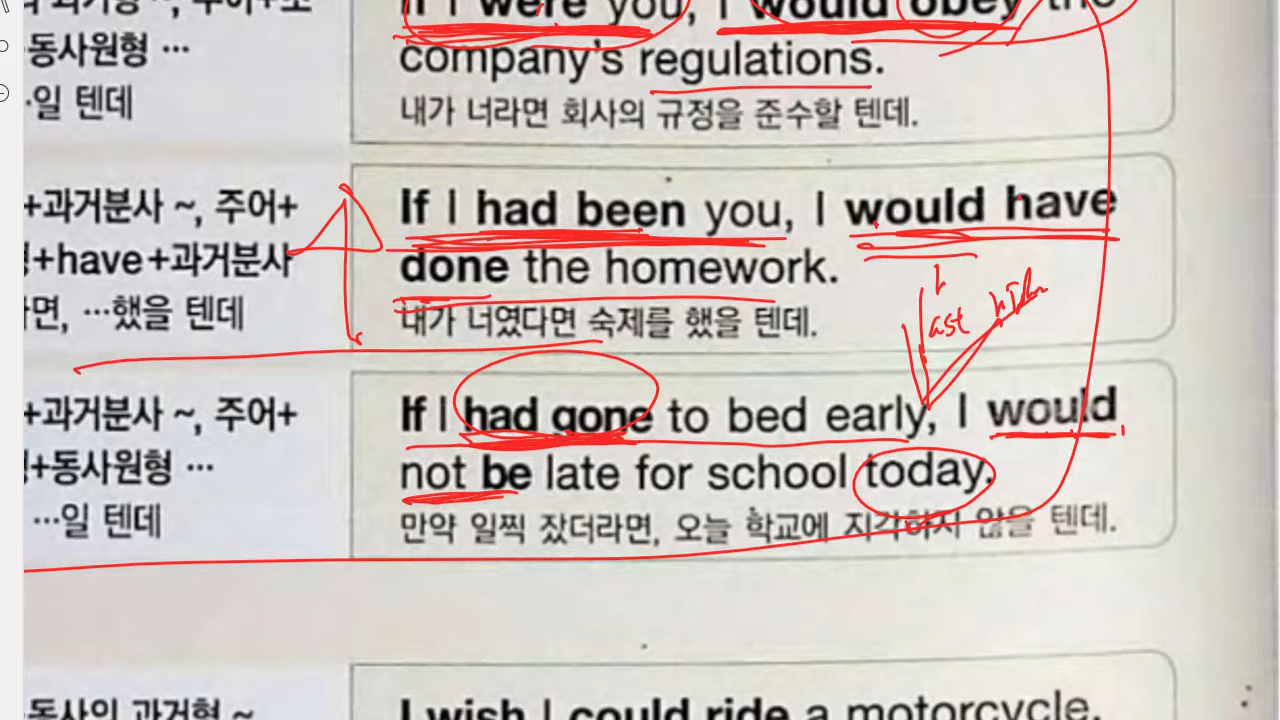 If I were you, I would obey the
동사원형 …
company's regulations.
일 텐데
내가 너라면 회사의 규정을 준수할 텐데.
+과거분사 ~, 주어+
If I had been you, I would have
+have+과거분사
done the homework.
면, …했을 텐데
내가 너였다면 숙제를 했을 텐데.
last night
+과거분사 ~, 주어+
If I had gone to bed early, I would
+동사원형 …
not be late for school today.
…일 텐데
만약 일찍 잤더라면, 오늘 학교에 지각하지 않을 텐데.
동사의 과거형 ~
I wish I could ride a motorcycle.